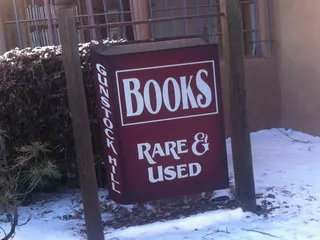 GUNSTOCK HILL
BOOKS
RARE &
USED